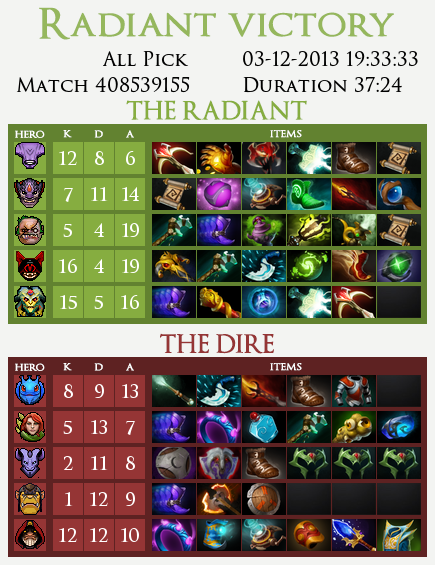 Radiant victory
All Pick 03-12-2013 19:33:33
Match 408539155 Duration 37:24
THE RADIANT
HERO K D A ITEMS
12 8 6
7 11 14
5 4 19
16 4 19
15 5 16
THE DIRE
HERO K D A ITEMS
8 9 13
5 13 7
2 11 8
1 12 9
12 12 10